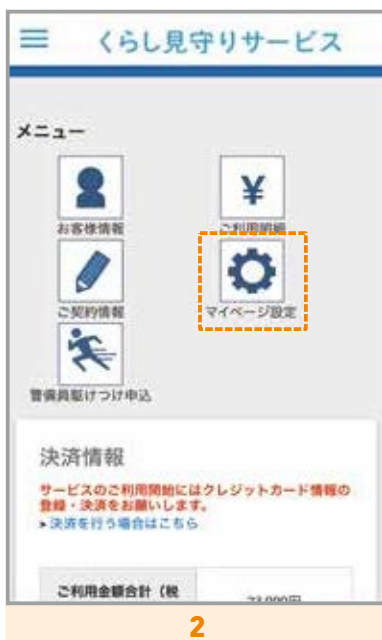 くらし見守りサービス
メニュー
お客様情報
¥
ご利用明細
ご契約情報
マイページ設定
警備員駆けつけ申込
決済情報
サービスのご利用開始にはクレジットカード情報の
登録・決済をお願いします。
▸決済を行う場合はこちら
ご利用金額合計(税
2